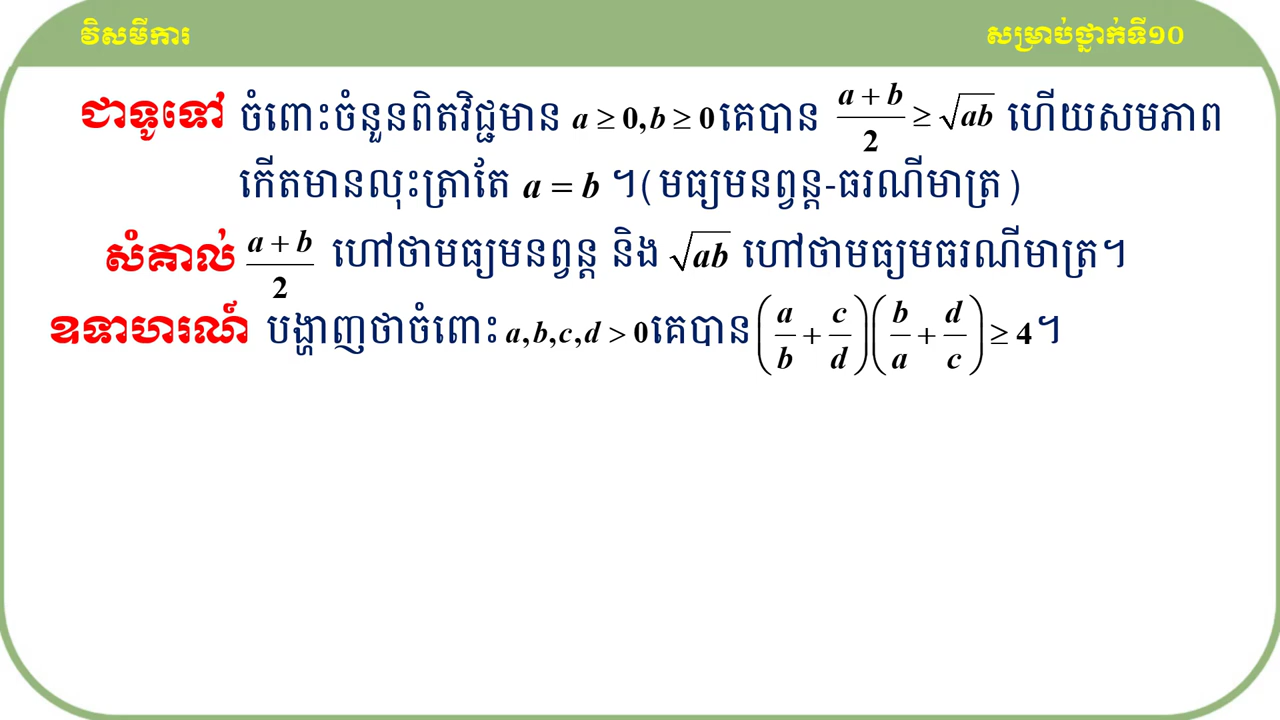 វិសមីការ សម្រាប់ថ្នាក់ទី១០
ជាទូទៅ ចំពោះចំនួនពិតវិជ្ជមាន a ≥ 0, b ≥ 0 គេបាន (a + b)/2 ≥ √(ab) ហើយសមភាព
កើតមានលុះត្រាតែ a = b ។ ( មធ្យមនព្វន្ត-ធរណីមាត្រ )
សំគាល់ (a + b)/2 ហៅថាមធ្យមនព្វន្ត និង √(ab) ហៅថាមធ្យមធរណីមាត្រ។
ឧទាហរណ៍ បង្ហាញថាចំពោះ a, b, c, d > 0 គេបាន (a/b + c/d)(b/a + d/c) ≥ 4 ។